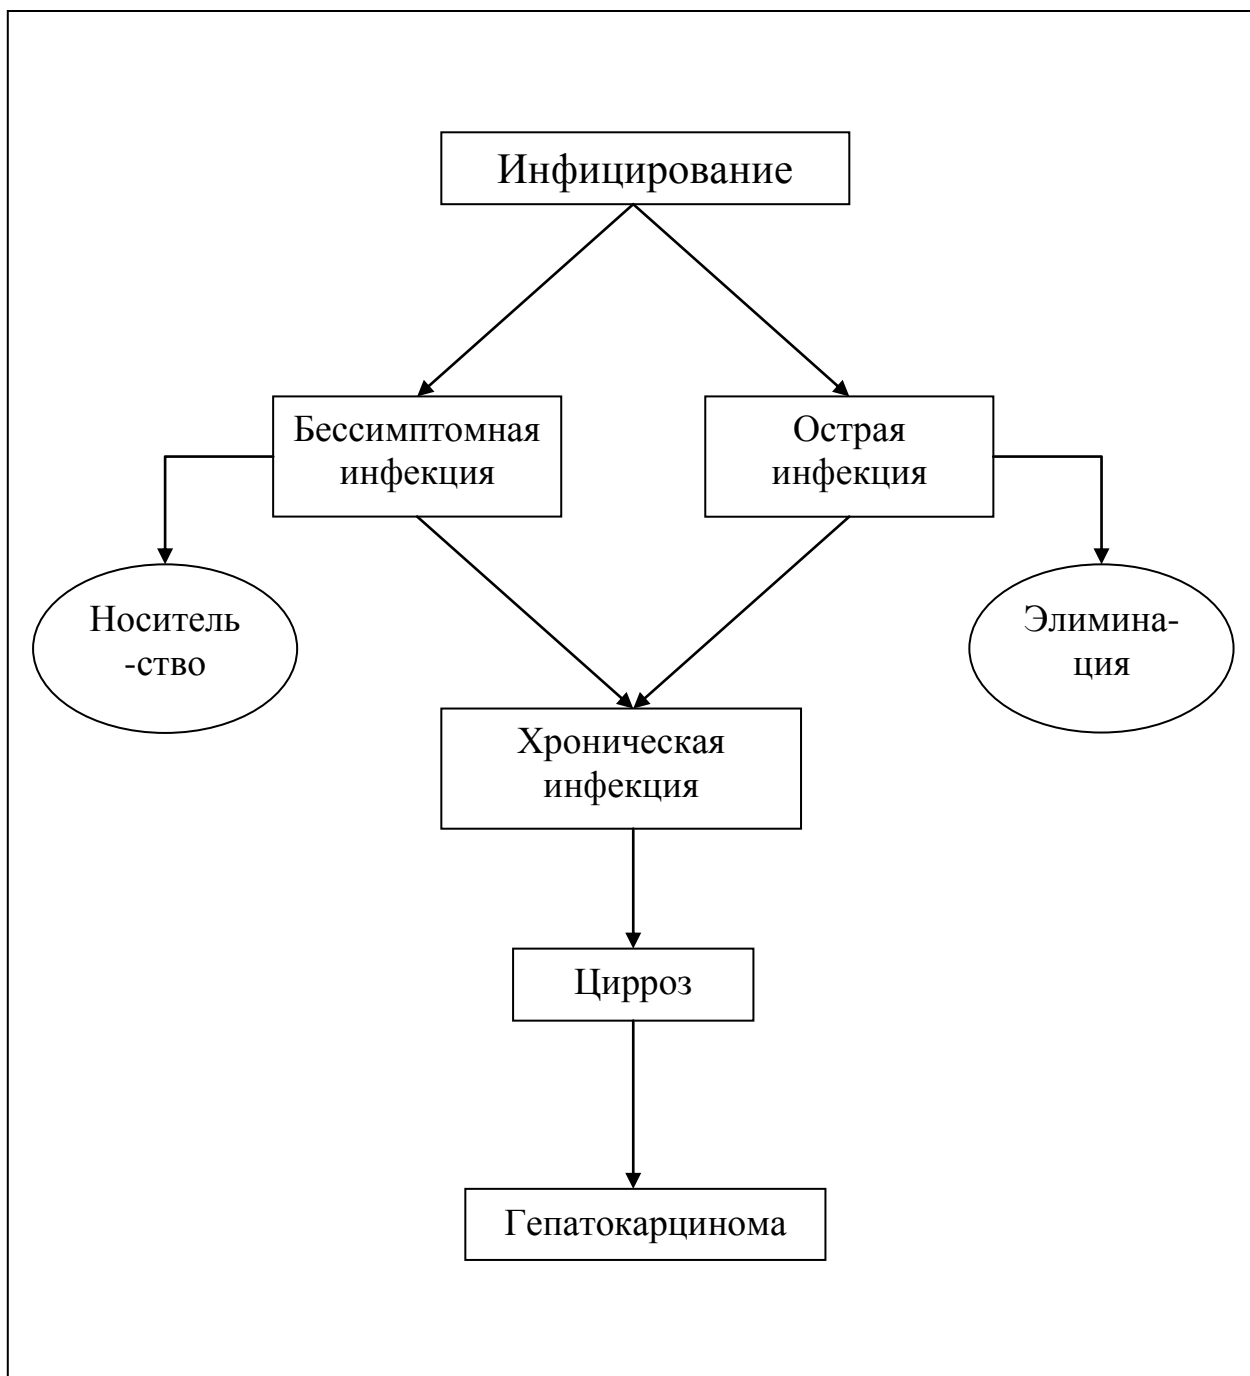 Инфицирование
Бессимптомная
инфекция
Острая
инфекция
Носитель
-ство
Элимина-
ция
Хроническая
инфекция
Цирроз
Гепатокарцинома